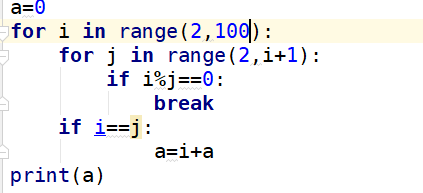 a=0
for i in range(2,100):
    for j in range(2,i+1):
        if i%j==0:
            break
    if i==j:
            a=i+a
print(a)